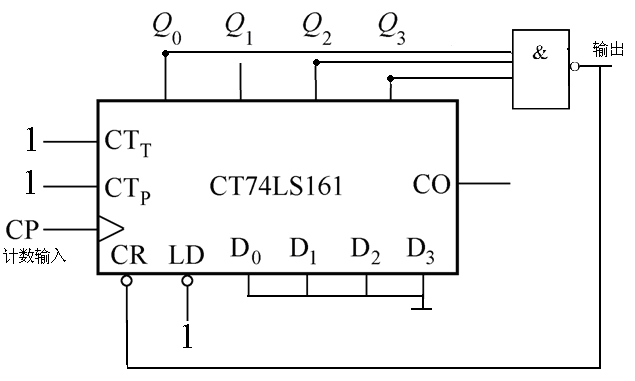 Q0 Q1 Q2 Q3
& 输出
1 CTT
1 CTP CT74LS161 CO
CP
计数输入
CR LD D0 D1 D2 D3
1